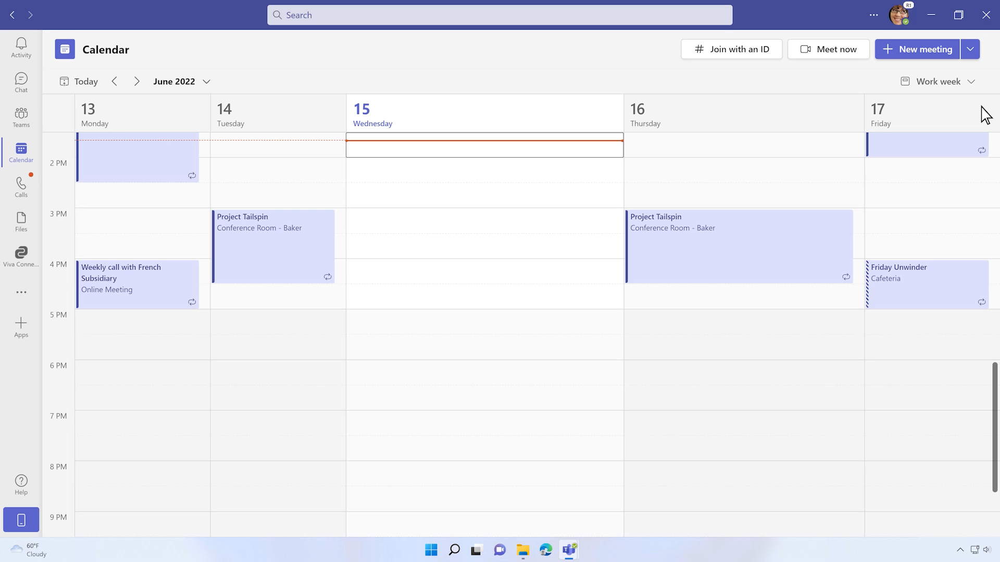 Search
R1
Activity
Chat
Teams
Calendar
Calls
Files
Viva Conne...
Apps
Help
Calendar
# Join with an ID
Meet now
New meeting
Today
June 2022
Work week
13
Monday
14
Tuesday
15
Wednesday
16
Thursday
17
Friday
2 PM
3 PM
4 PM
5 PM
6 PM
7 PM
8 PM
9 PM
Weekly call with French
Subsidiary
Online Meeting
Project Tailspin
Conference Room - Baker
Project Tailspin
Conference Room - Baker
Friday Unwinder
Cafeteria
60°F
Cloudy